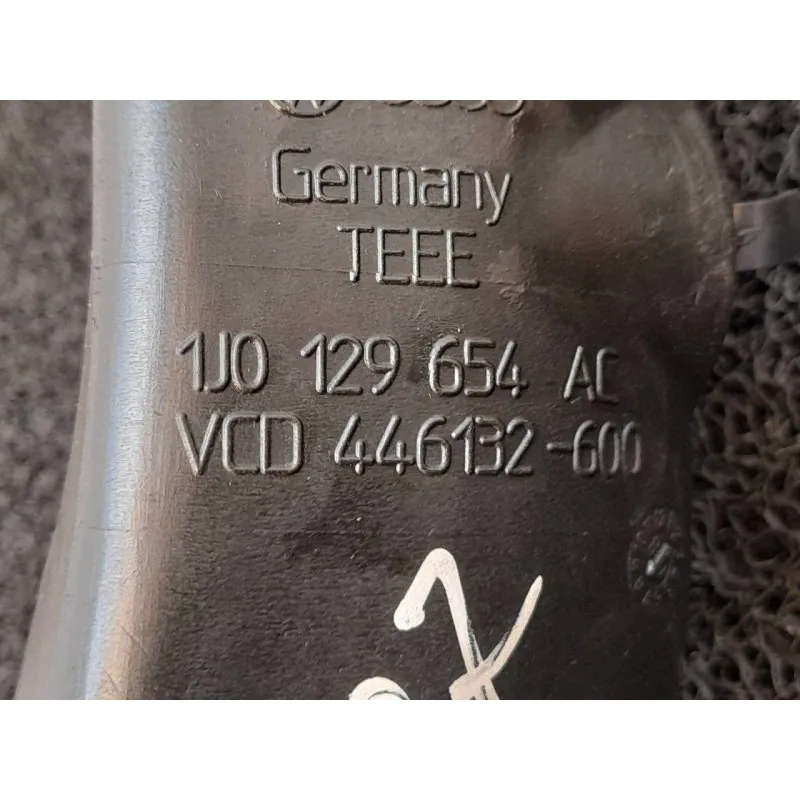 Germany
TEEE
1J0 129 654 AC
VCD 446132-600